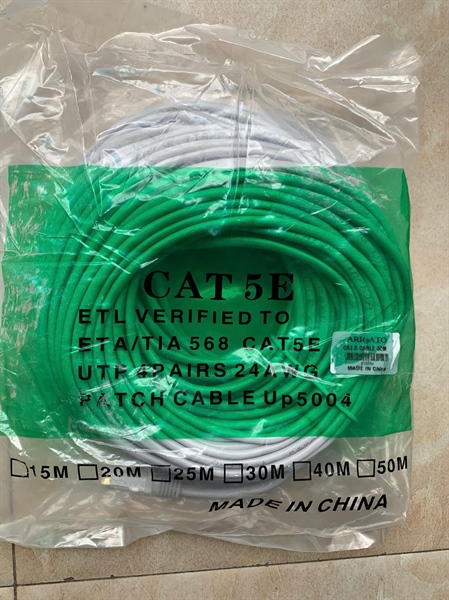 CAT 5E
ETL VERIFIED TO
ETA/TIA 568 CAT5E
UTP 4PAIRS 24AWG
PATCH CABLE Up5004
MADE IN CHINA
15M 20M 25M 30M 40M 50M
MADE IN CHINA